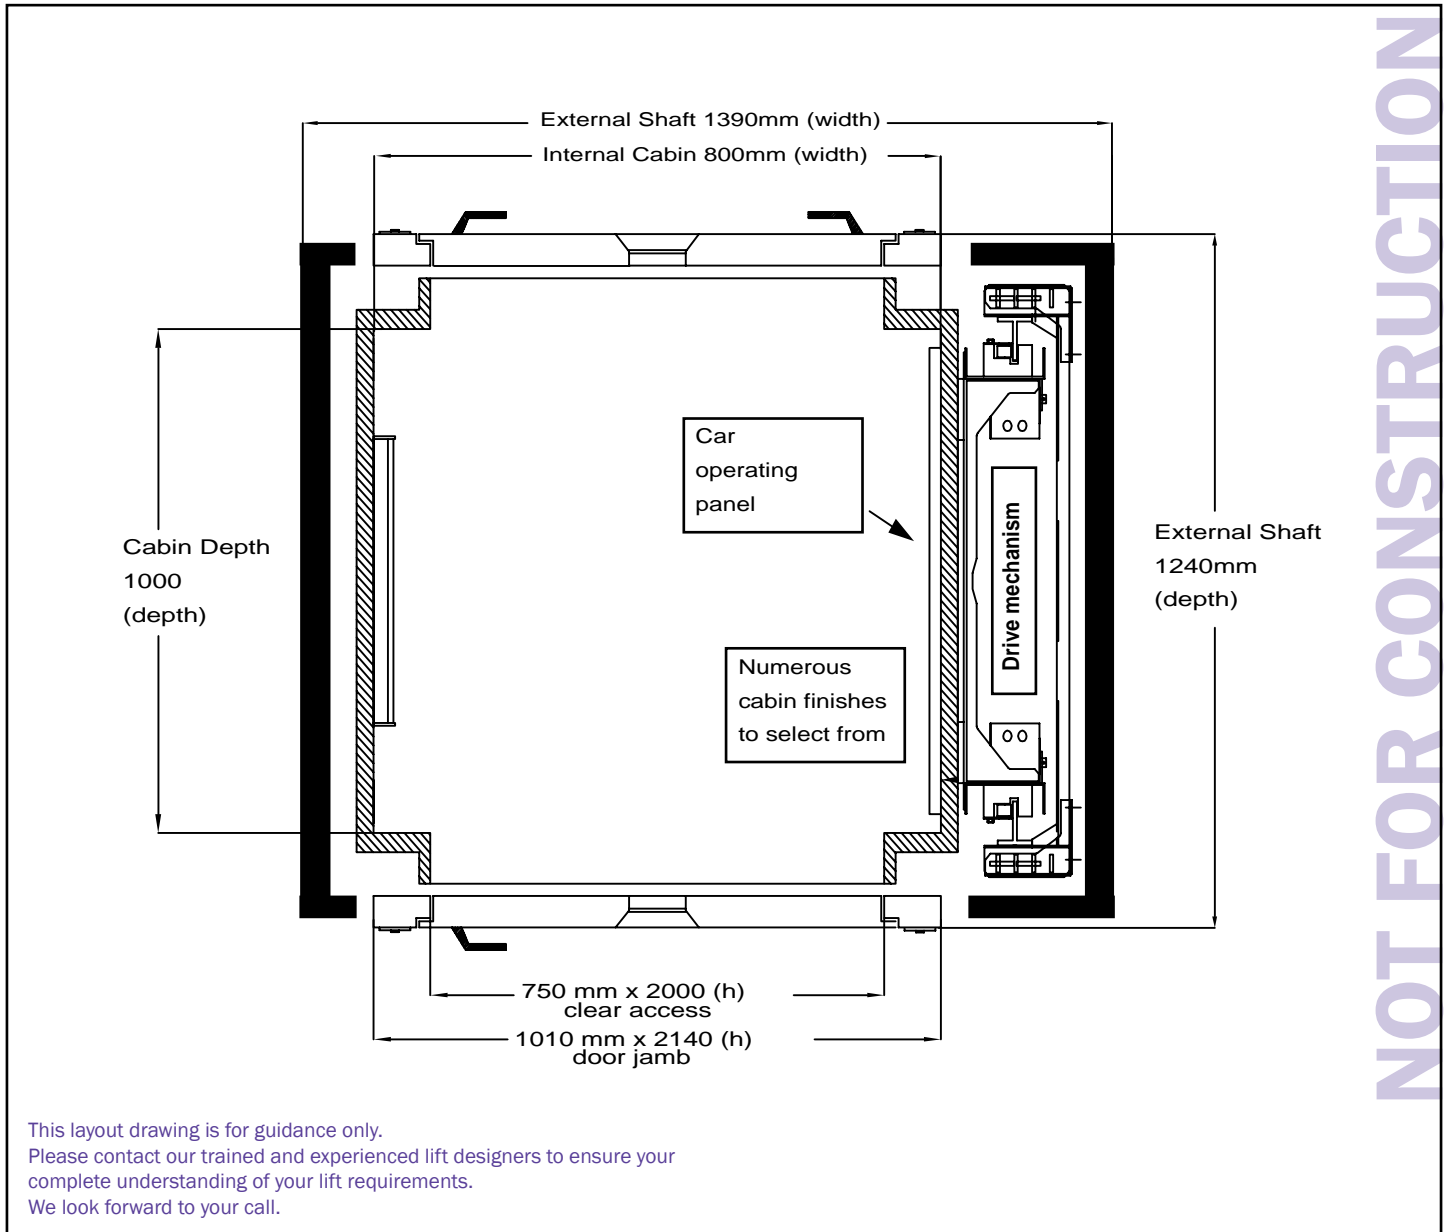 External Shaft 1390mm (width)
Internal Cabin 800mm (width)
Car
operating
panel
Cabin Depth
1000
(depth)
Drive mechanism
External Shaft
1240mm
(depth)
Numerous
cabin finishes
to select from
750 mm x 2000 (h)
clear access
1010 mm x 2140 (h)
door jamb
NOT FOR CONSTRUCTION
This layout drawing is for guidance only.
Please contact our trained and experienced lift designers to ensure your
complete understanding of your lift requirements.
We look forward to your call.